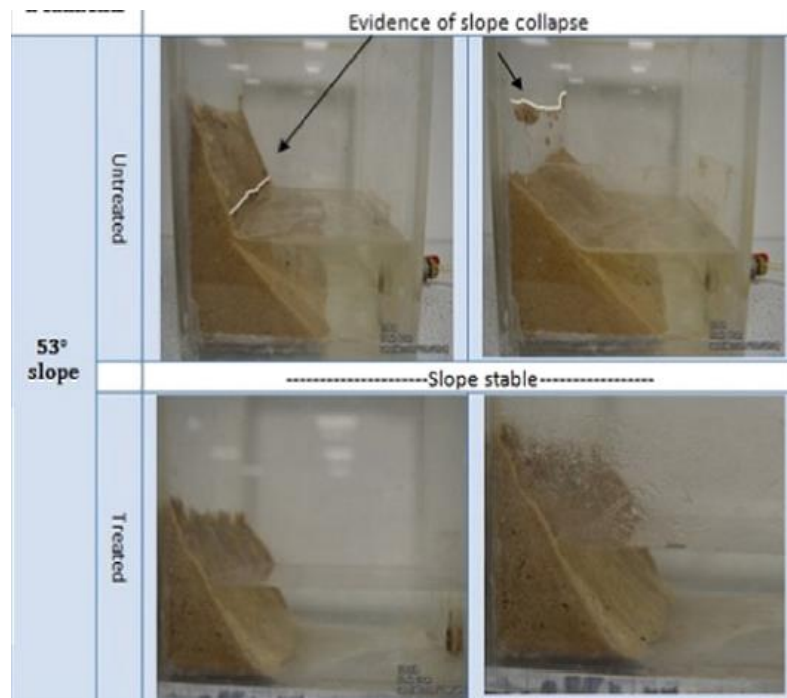 Evidence of slope collapse
Untreated
53°
slope
---------------------Slope stable-----------------
Treated